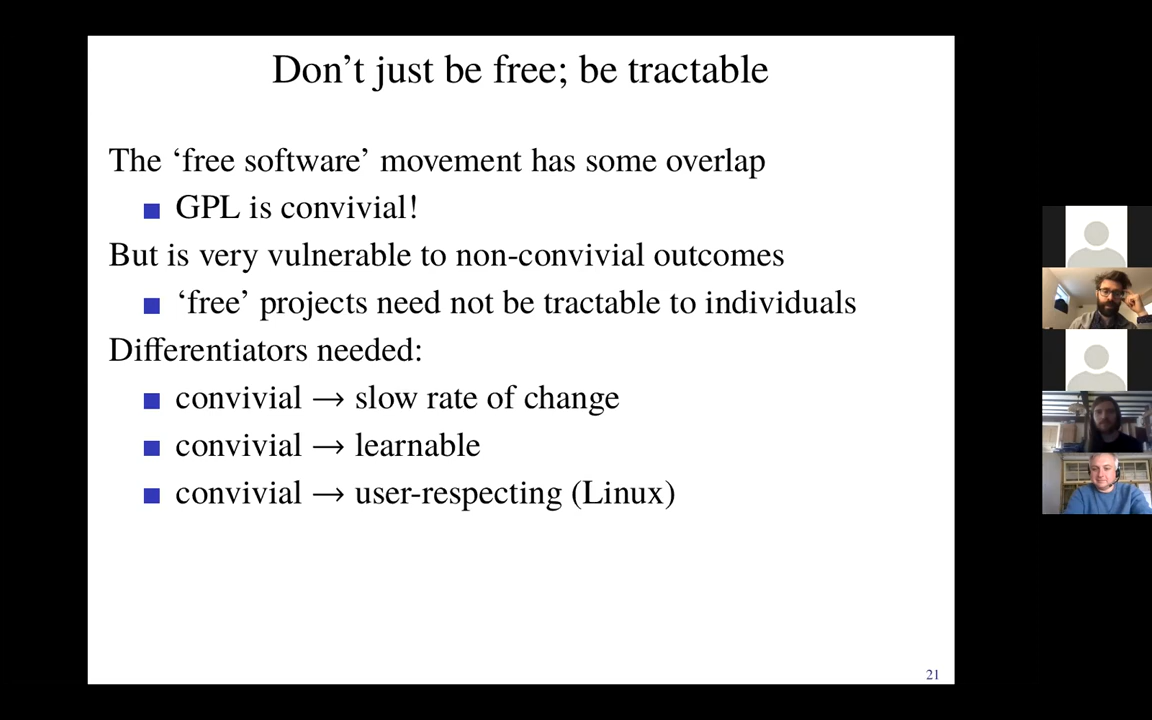 Don’t just be free; be tractable
The ‘free software’ movement has some overlap
GPL is convivial!
But is very vulnerable to non-convivial outcomes
‘free’ projects need not be tractable to individuals
Differentiators needed:
convivial → slow rate of change
convivial → learnable
convivial → user-respecting (Linux)
21